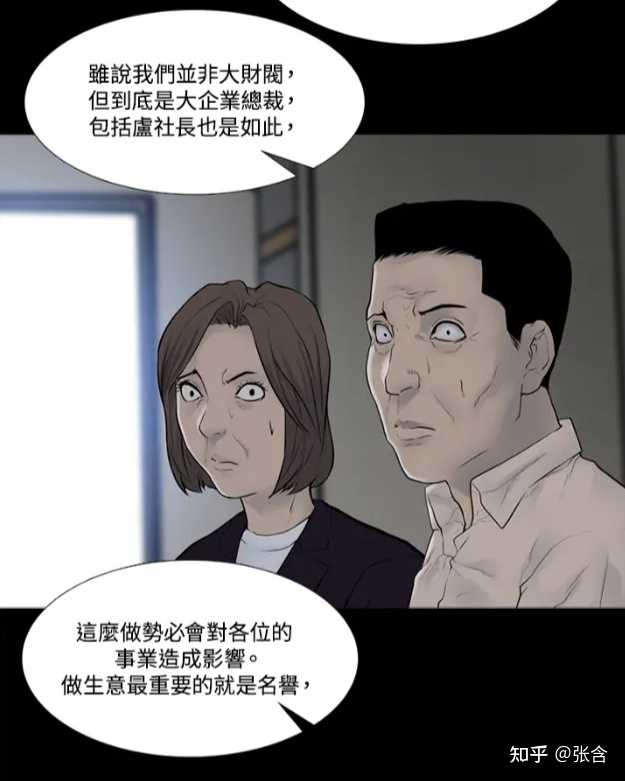 雖說我們並非大財閥，
但到底是大企業總裁，
包括盧社長也是如此，
這麼做勢必會對各位的
事業造成影響。
做生意最重要的就是名譽，
知乎 @张含